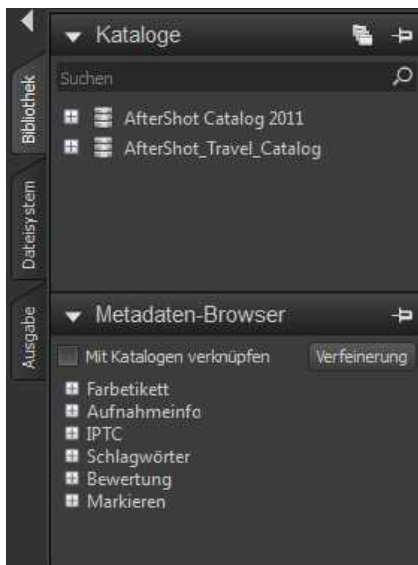 Bibliothek
Dateisystem
Ausgabe
Kataloge
Suchen
AfterShot Catalog 2011
AfterShot_Travel_Catalog
Metadaten-Browser
Mit Katalogen verknüpfen Verfeinerung
Farbetikett
Aufnahmeinfo
IPTC
Schlagwörter
Bewertung
Markieren